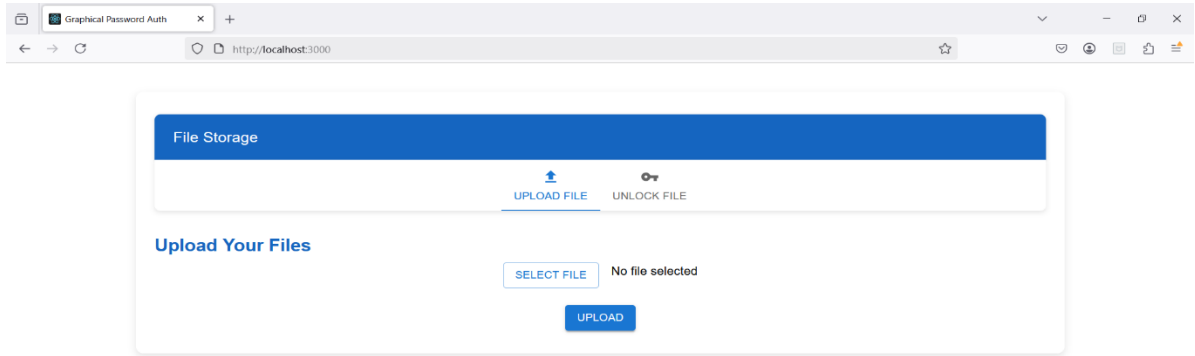 Graphical Password Auth
http://localhost:3000
File Storage
UPLOAD FILE UNLOCK FILE
Upload Your Files
SELECT FILE No file selected
UPLOAD